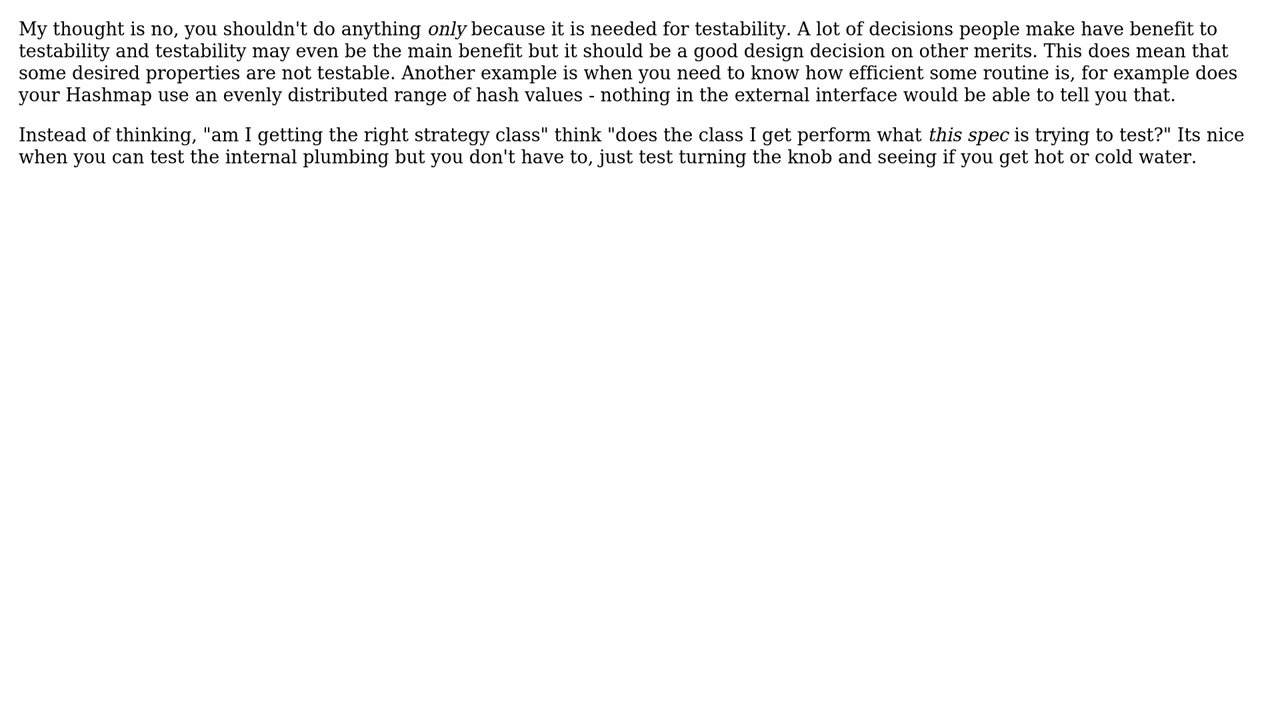 My thought is no, you shouldn't do anything only because it is needed for testability. A lot of decisions people make have benefit to
testability and testability may even be the main benefit but it should be a good design decision on other merits. This does mean that
some desired properties are not testable. Another example is when you need to know how efficient some routine is, for example does
your Hashmap use an evenly distributed range of hash values - nothing in the external interface would be able to tell you that.
Instead of thinking, "am I getting the right strategy class" think "does the class I get perform what this spec is trying to test?" Its nice
when you can test the internal plumbing but you don't have to, just test turning the knob and seeing if you get hot or cold water.